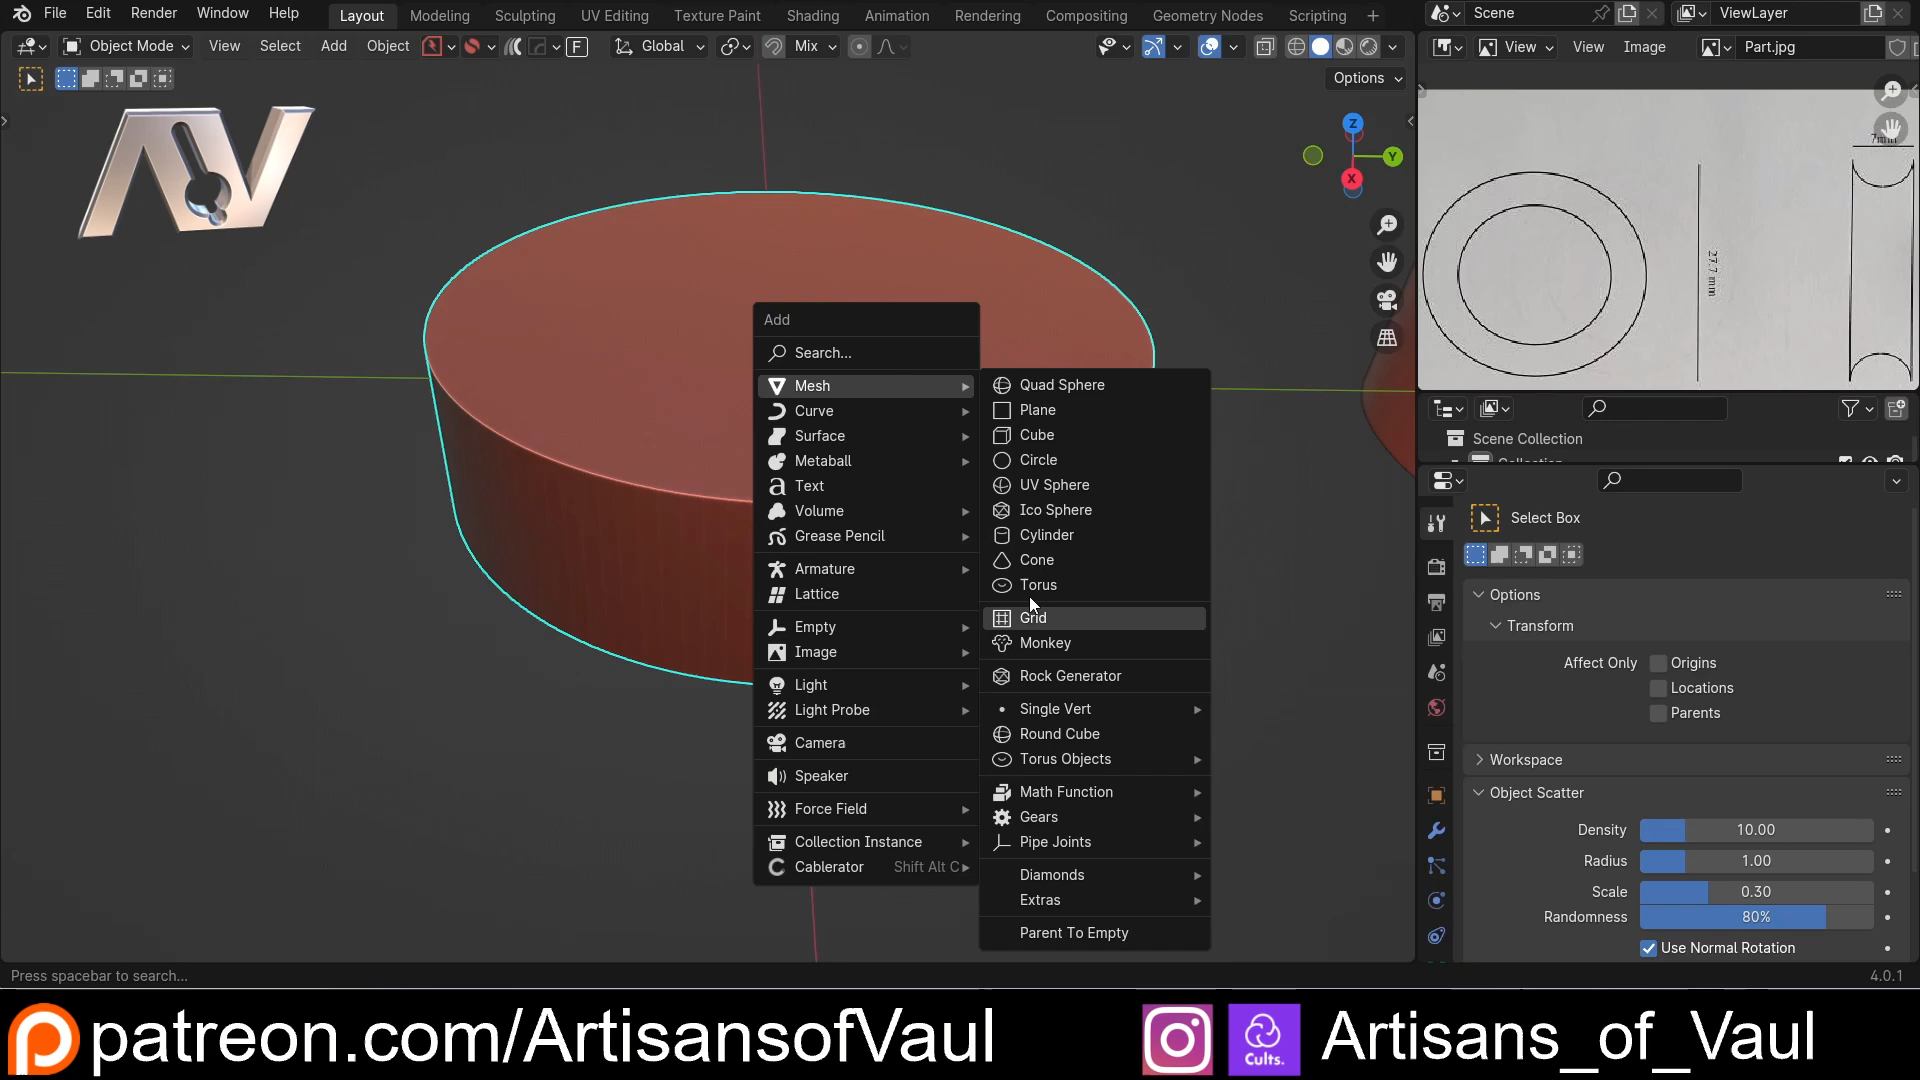 File Edit Render Window Help Layout Modeling Sculpting UV Editing Texture Paint Shading Animation Rendering Compositing Geometry Nodes Scripting + Scene ViewLayer
Object Mode View Select Add Object F Global Mix View View Image Part.jpg
Options
AV
Z
Y
X
7mm
27.7 mm
Add
Search...
Mesh
Curve
Surface
Metaball
Text
Volume
Grease Pencil
Armature
Lattice
Empty
Image
Light
Light Probe
Camera
Speaker
Force Field
Collection Instance
Cablerator Shift Alt C
Quad Sphere
Plane
Cube
Circle
UV Sphere
Ico Sphere
Cylinder
Cone
Torus
Grid
Monkey
Rock Generator
Single Vert
Round Cube
Torus Objects
Math Function
Gears
Pipe Joints
Diamonds
Extras
Parent To Empty
Scene Collection
Select Box
Options
Transform
Affect Only Origins
Locations
Parents
Workspace
Object Scatter
Density 10.00
Radius 1.00
Scale 0.30
Randomness 80%
Use Normal Rotation
Press spacebar to search...
4.0.1
patreon.com/ArtisansofVaul
Cults.
Artisans_of_Vaul